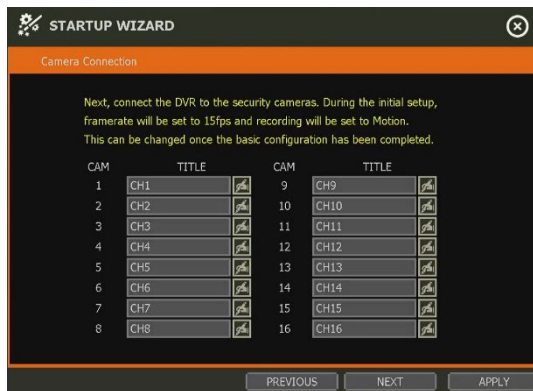 STARTUP WIZARD
Camera Connection
Next, connect the DVR to the security cameras. During the initial setup,
framerate will be set to 15fps and recording will be set to Motion.
This can be changed once the basic configuration has been completed.
CAM TITLE CAM TITLE
1 CH1 9 CH9
2 CH2 10 CH10
3 CH3 11 CH11
4 CH4 12 CH12
5 CH5 13 CH13
6 CH6 14 CH14
7 CH7 15 CH15
8 CH8 16 CH16
PREVIOUS NEXT APPLY